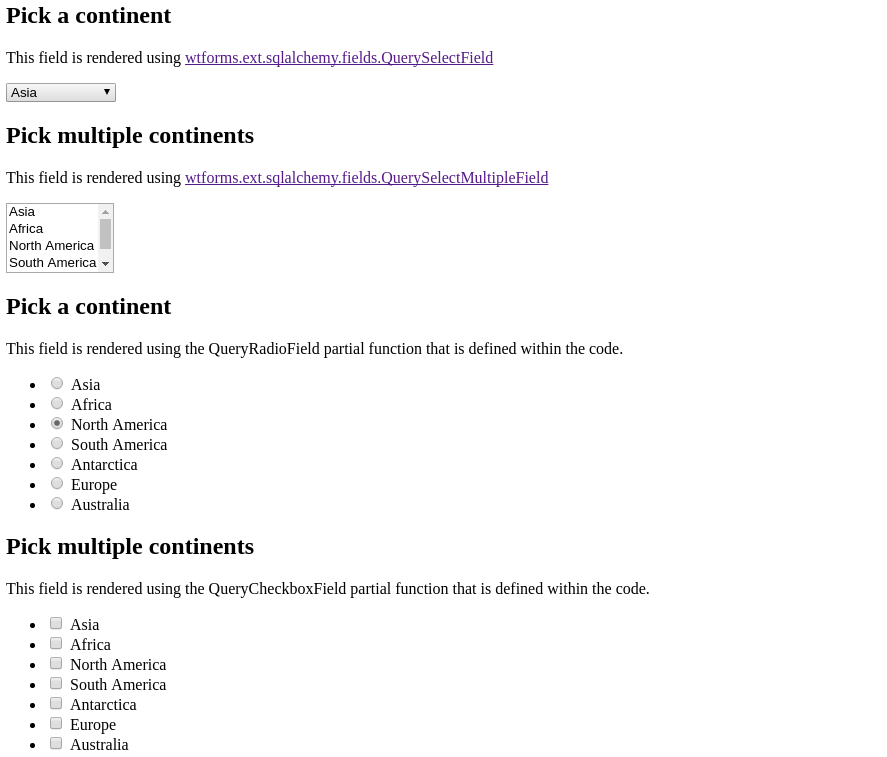 Pick a continent
This field is rendered using wtforms.ext.sqlalchemy.fields.QuerySelectField
Asia
Pick multiple continents
This field is rendered using wtforms.ext.sqlalchemy.fields.QuerySelectMultipleField
Asia
Africa
North America
South America
Pick a continent
This field is rendered using the QueryRadioField partial function that is defined within the code.
Asia
Africa
North America
South America
Antarctica
Europe
Australia
Pick multiple continents
This field is rendered using the QueryCheckboxField partial function that is defined within the code.
Asia
Africa
North America
South America
Antarctica
Europe
Australia